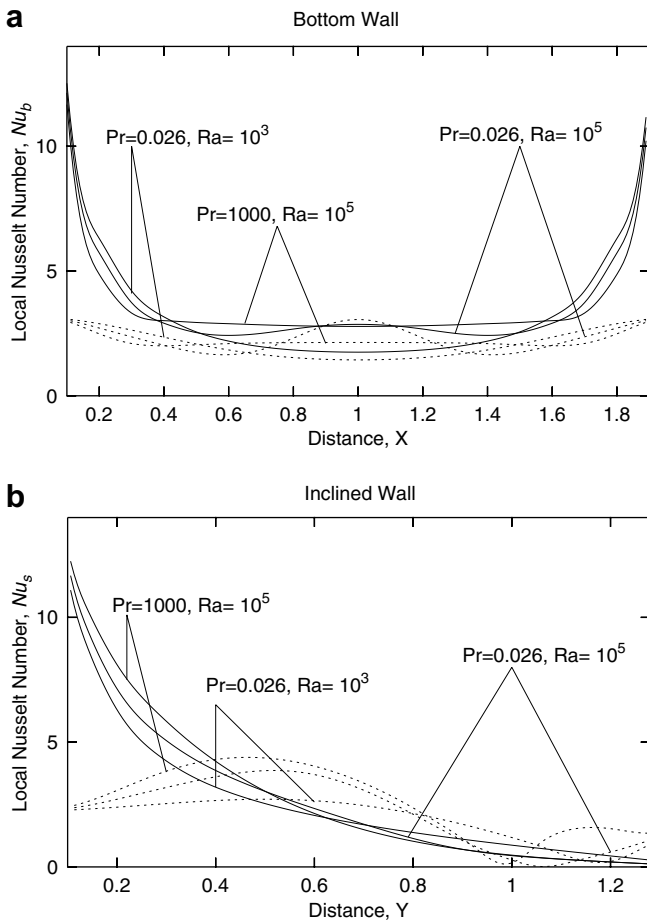 a
Bottom Wall
Local Nusselt Number, Nu_b
10
5
0
Pr=0.026, Ra= 10^3
Pr=0.026, Ra= 10^5
Pr=1000, Ra= 10^5
0.2 0.4 0.6 0.8 1 1.2 1.4 1.6 1.8
Distance, X
b
Inclined Wall
Local Nusselt Number, Nu_s
10
5
0
Pr=1000, Ra= 10^5
Pr=0.026, Ra= 10^3
Pr=0.026, Ra= 10^5
0.2 0.4 0.6 0.8 1 1.2
Distance, Y